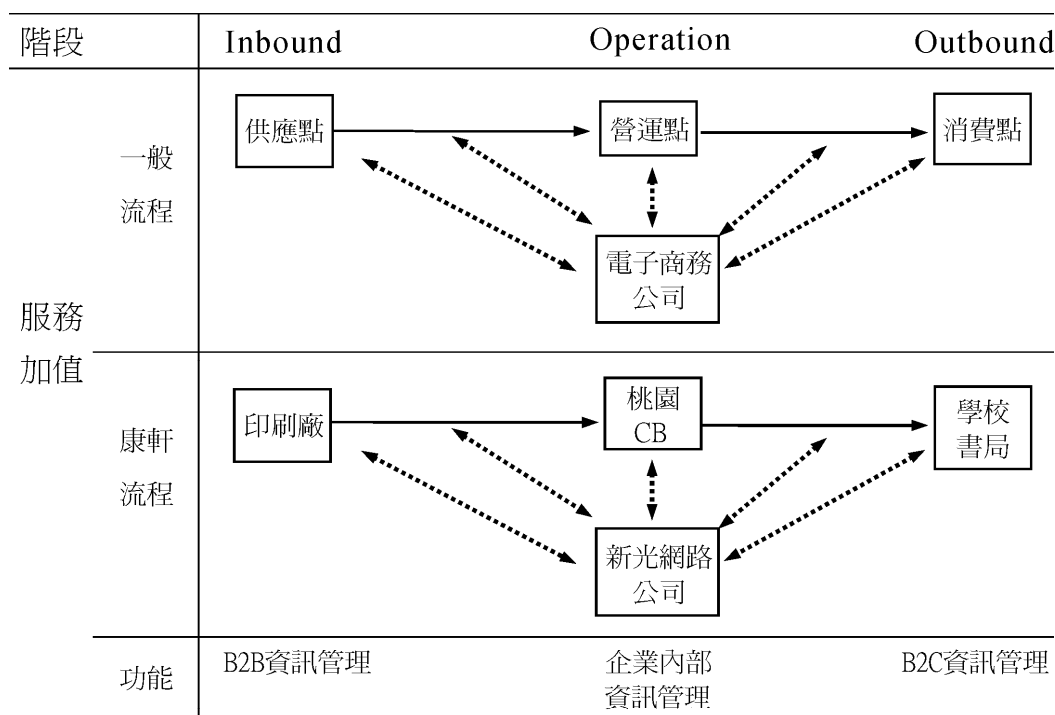 階段
Inbound
Operation
Outbound
服務
加值
一般
流程
供應點
營運點
消費點
電子商務
公司
康軒
流程
印刷廠
桃園
CB
學校
書局
新光網路
公司
功能
B2B資訊管理
企業內部
資訊管理
B2C資訊管理